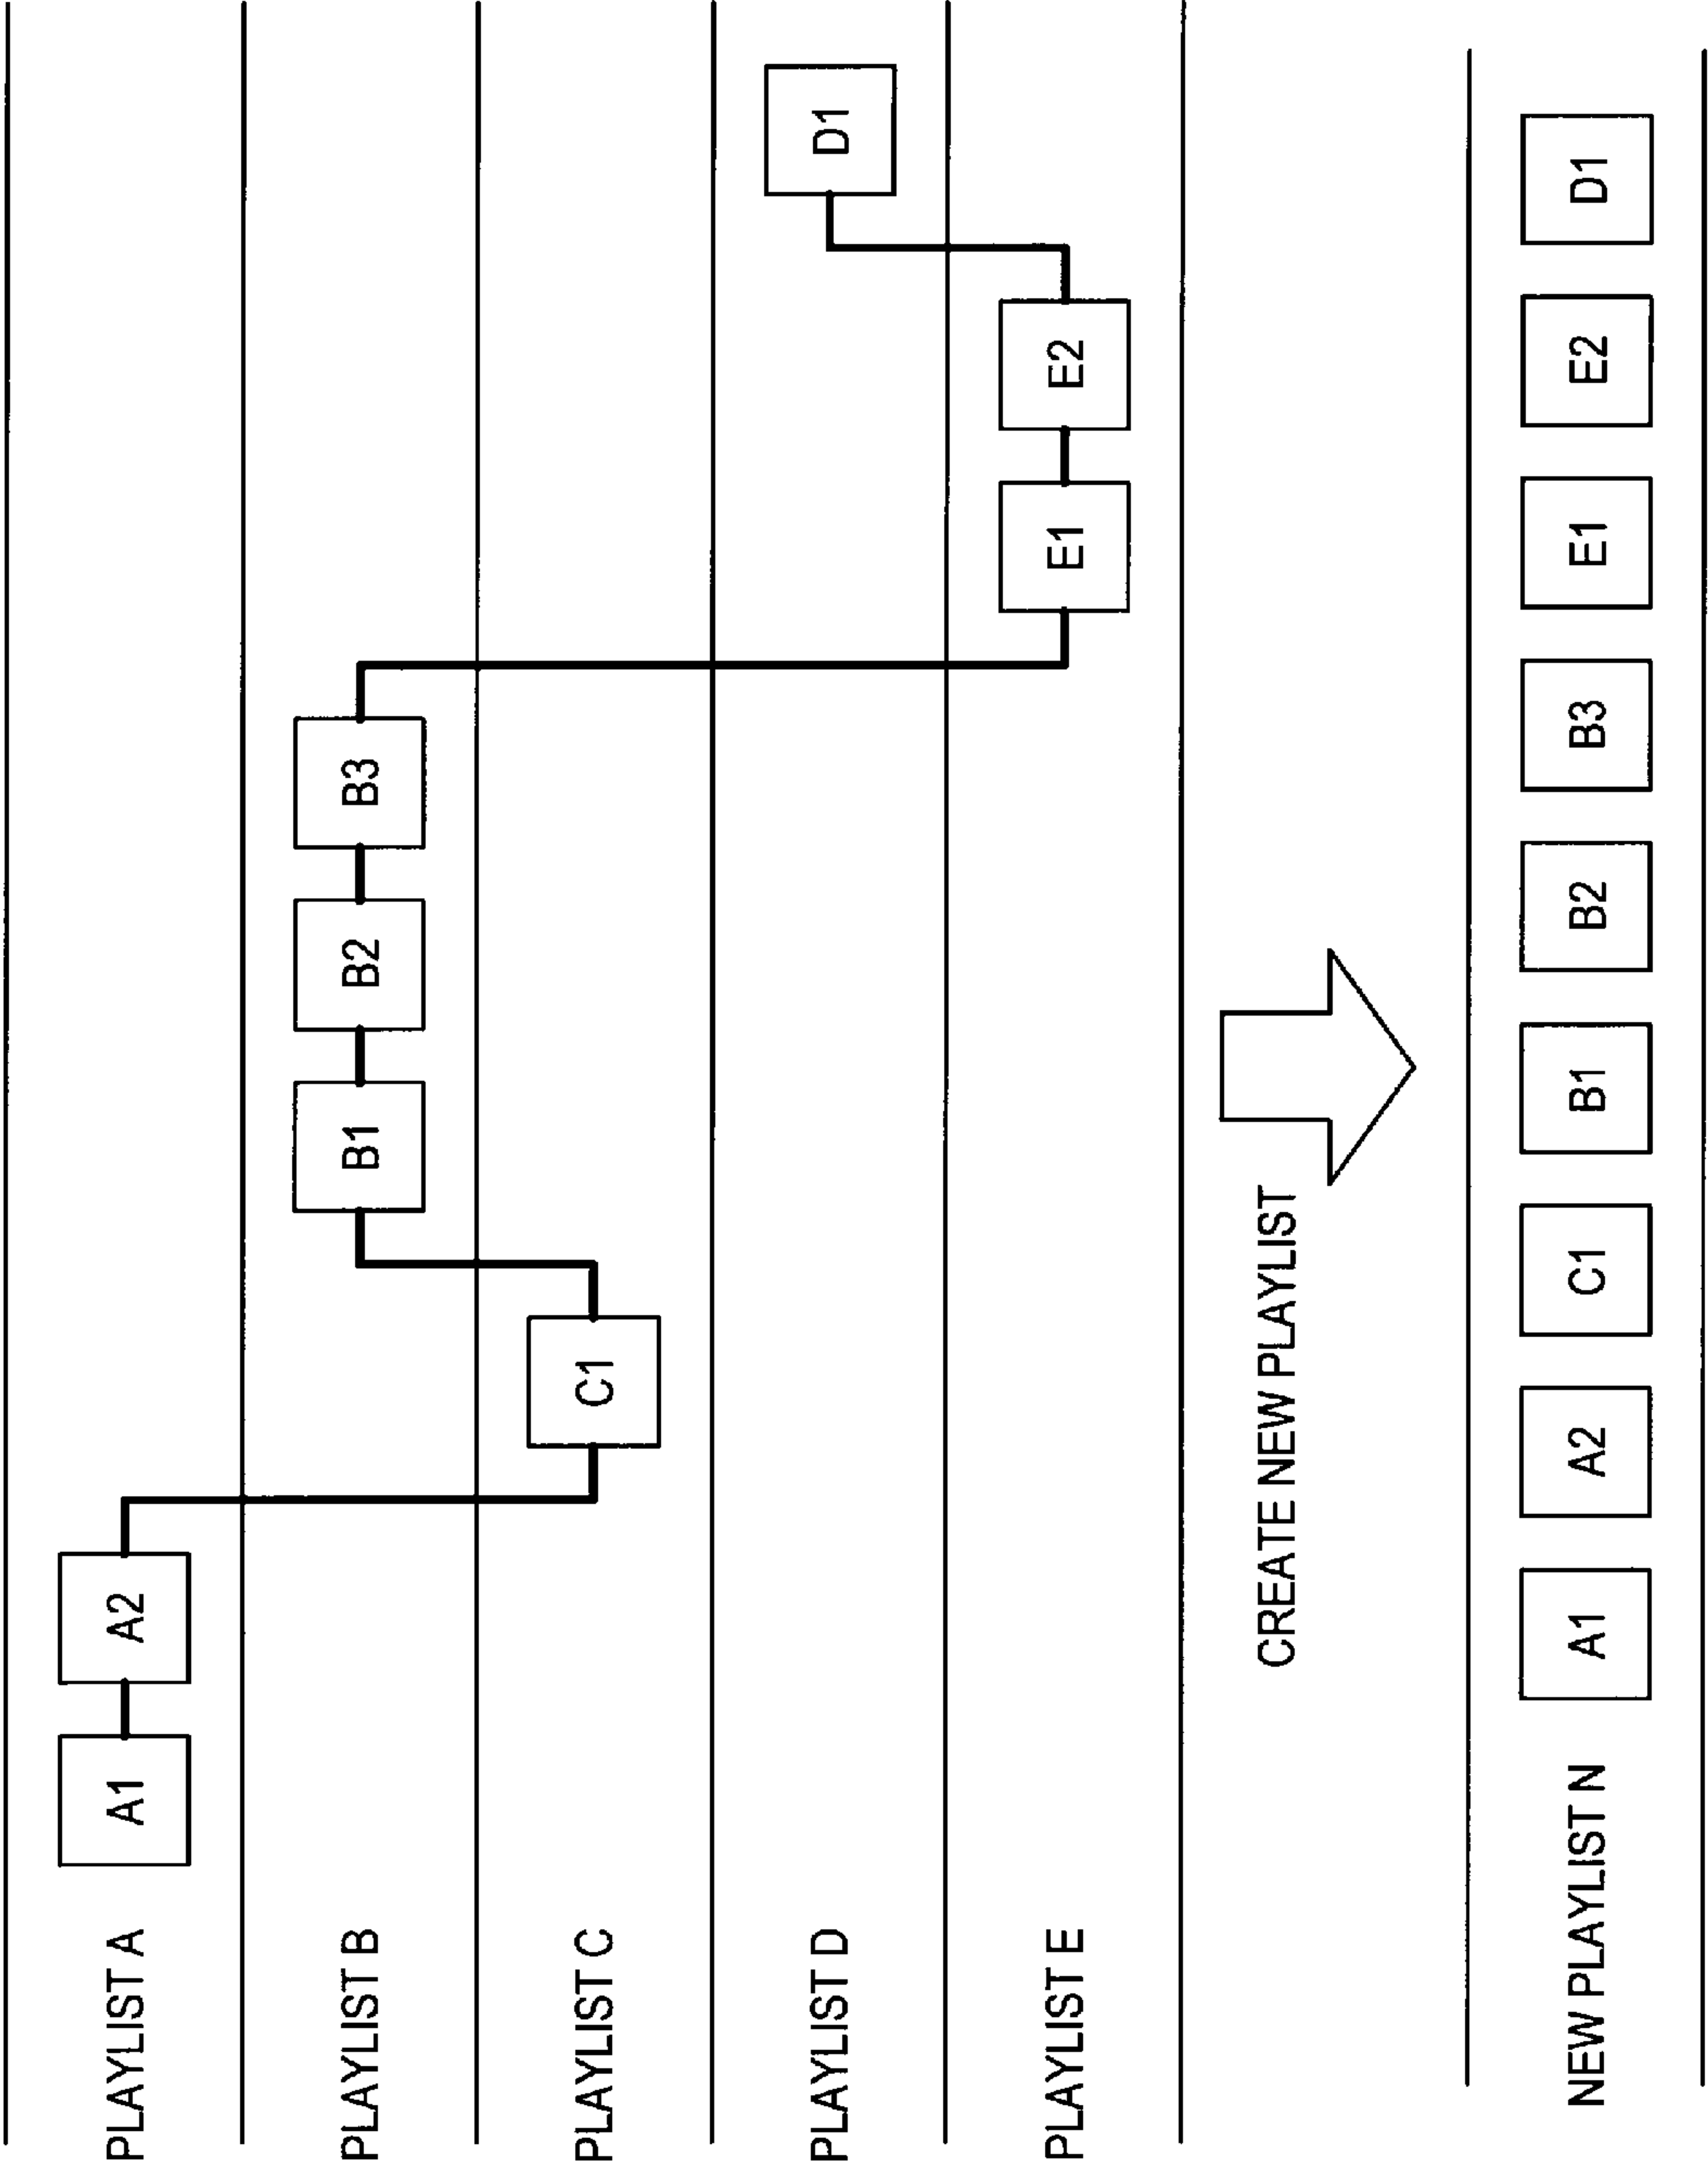 PLAYLIST A
A1
A2
PLAYLIST B
B1
B2
B3
PLAYLIST C
C1
PLAYLIST D
D1
PLAYLIST E
E1
E2
CREATE NEW PLAYLIST
NEW PLAYLIST N
A1
A2
C1
B1
B2
B3
E1
E2
D1